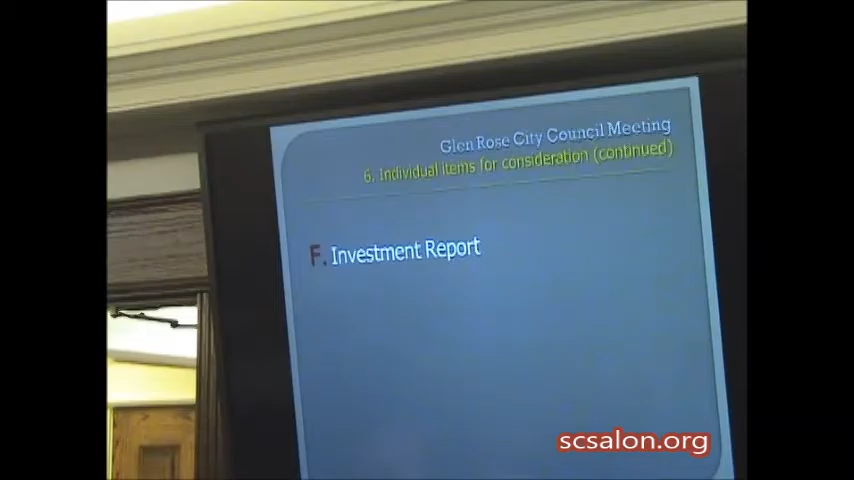 Glen Rose City Council Meeting
6. Individual items for consideration (continued)
F. Investment Report
scsalon.org